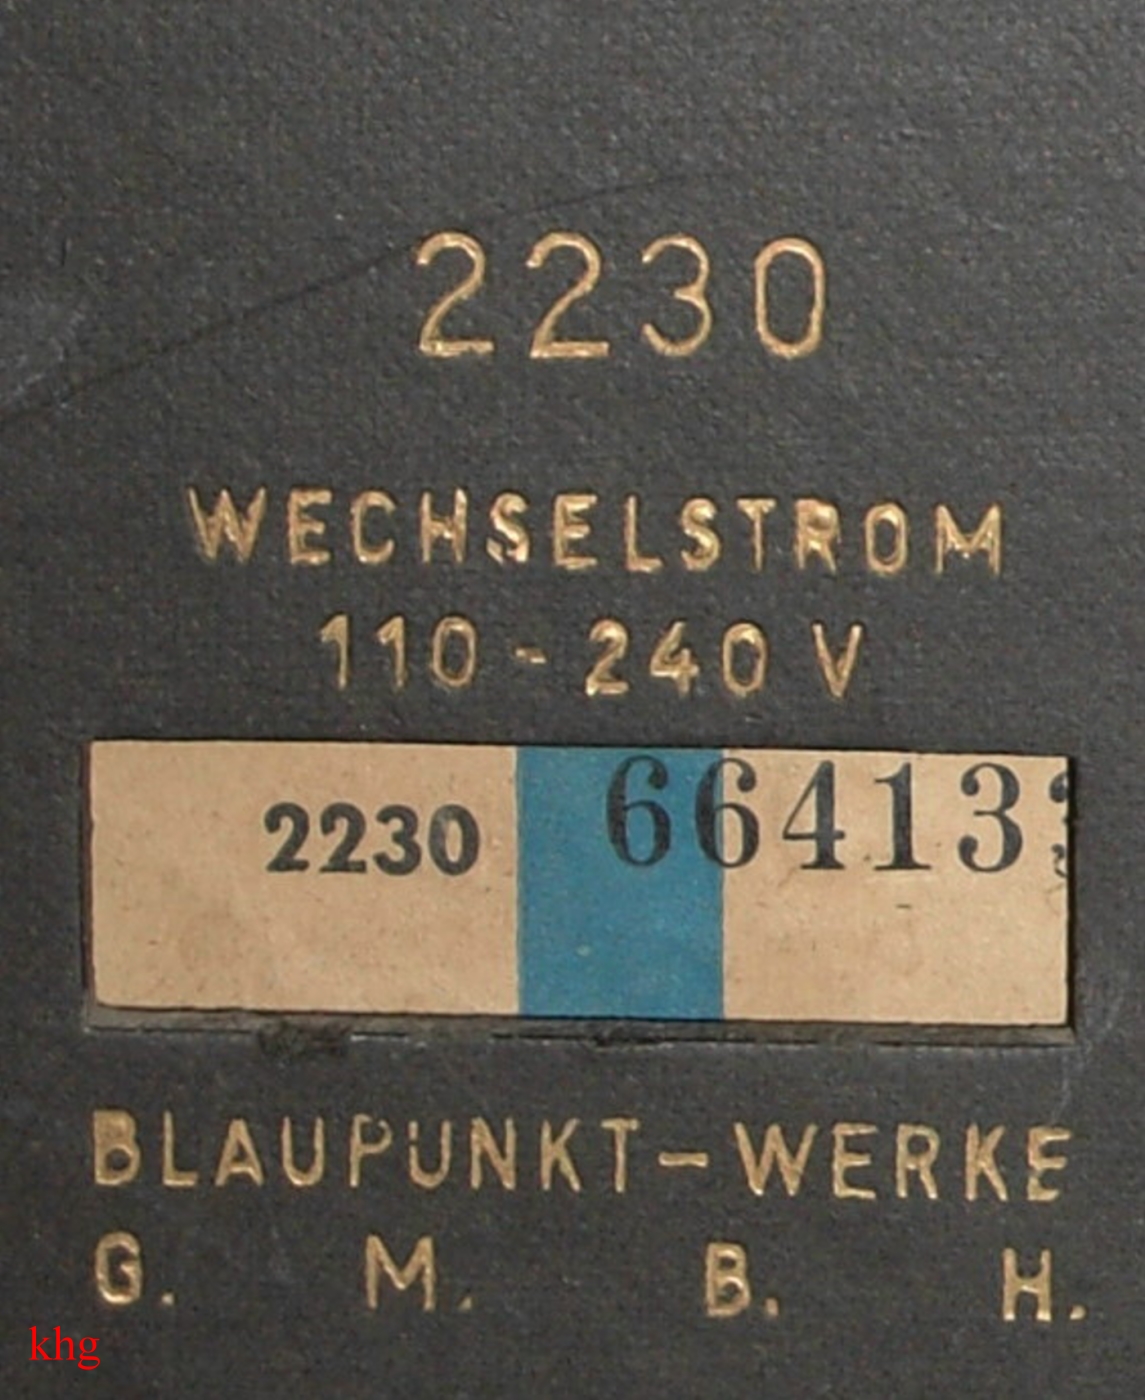 2230
WECHSELSTROM
110-240 V
2230 66413
BLAUPUNKT-WERKE
G. M. B. H.
khg